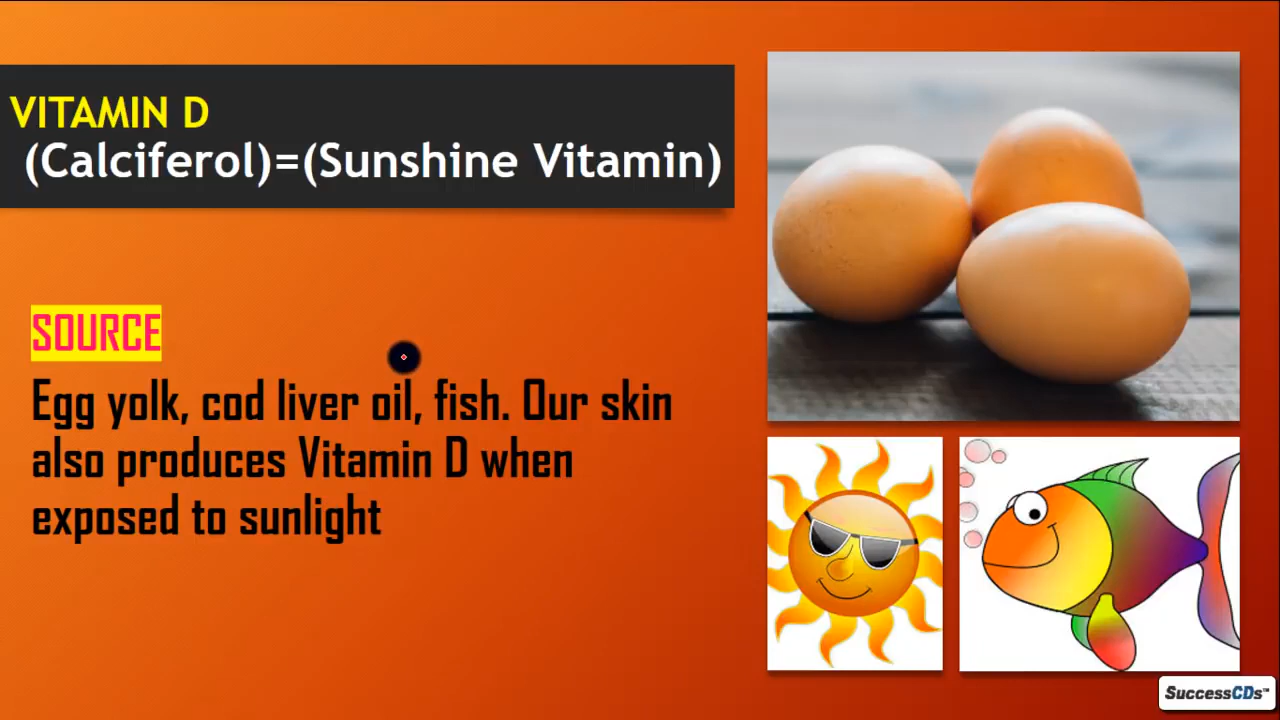 VITAMIN D
(Calciferol)=(Sunshine Vitamin)
SOURCE
Egg yolk, cod liver oil, fish. Our skin
also produces Vitamin D when
exposed to sunlight
SuccessCDs™